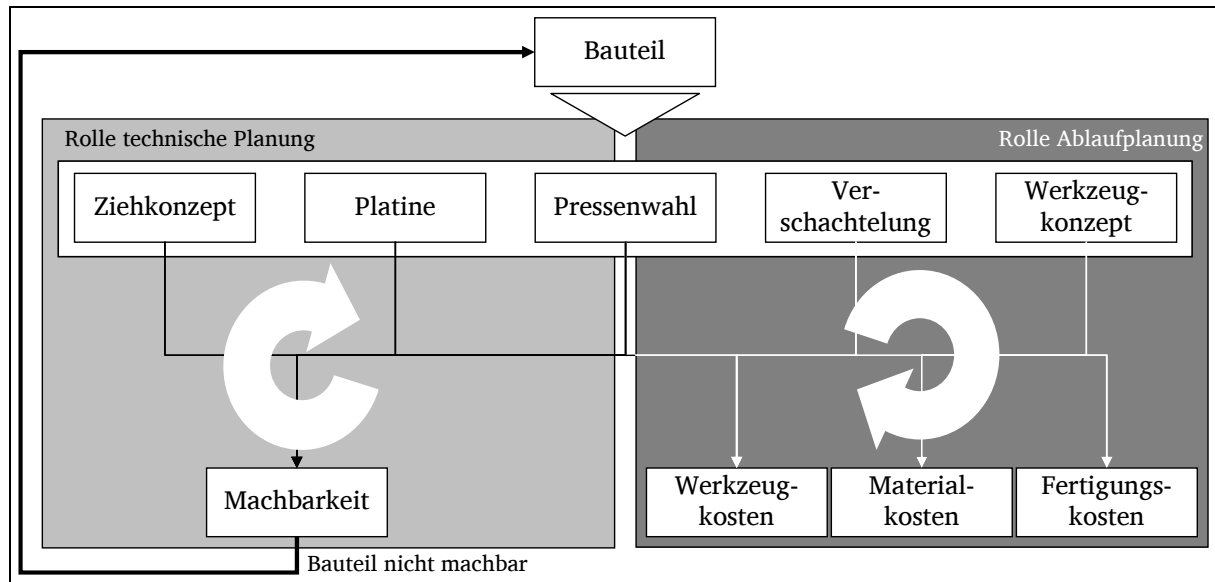 Bauteil
Rolle technische Planung
Rolle Ablaufplanung
Ziehkonzept
Platine
Pressenwahl
Ver-
schachtelung
Werkzeug-
konzept
Machbarkeit
Werkzeug-
kosten
Material-
kosten
Fertigungs-
kosten
Bauteil nicht machbar